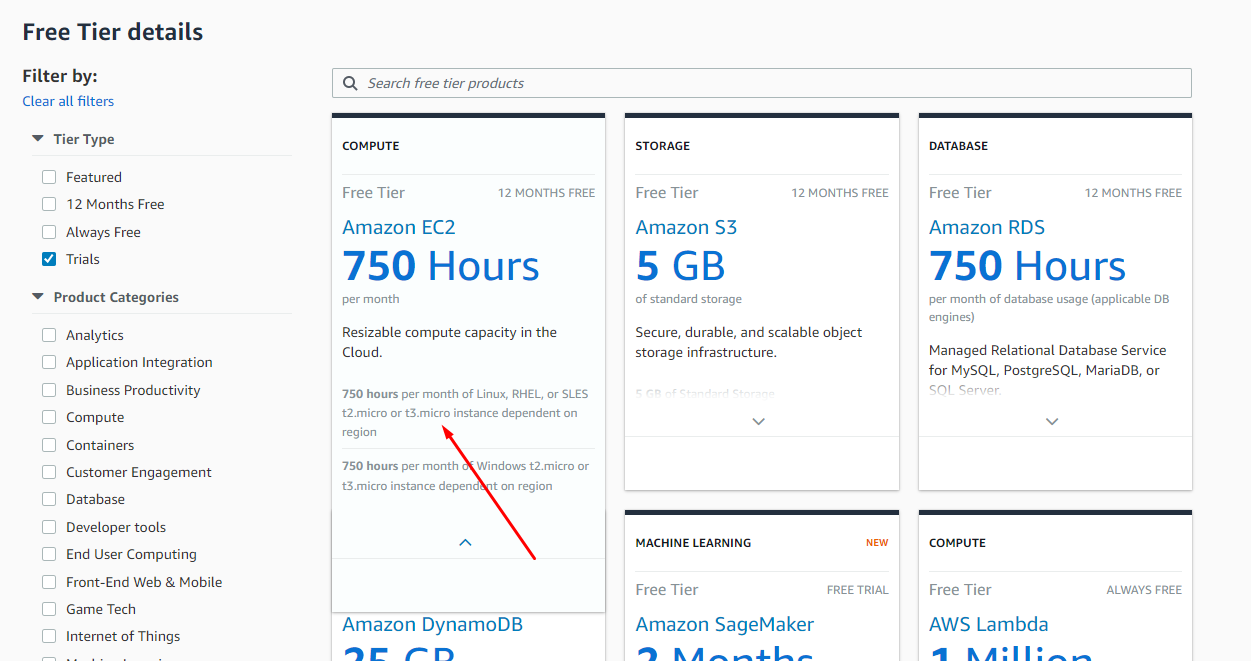 Free Tier details
Filter by:
Clear all filters
Tier Type
Featured
12 Months Free
Always Free
Trials
Product Categories
Analytics
Application Integration
Business Productivity
Compute
Containers
Customer Engagement
Database
Developer tools
End User Computing
Front-End Web & Mobile
Game Tech
Internet of Things
Search free tier products
COMPUTE
Free Tier 12 MONTHS FREE
Amazon EC2
750 Hours
per month
Resizable compute capacity in the
Cloud.
750 hours per month of Linux, RHEL, or SLES
t2.micro or t3.micro instance dependent on
region
750 hours per month of Windows t2.micro or
t3.micro instance dependent on region
STORAGE
Free Tier 12 MONTHS FREE
Amazon S3
5 GB
of standard storage
Secure, durable, and scalable object
storage infrastructure.
5 GB of Standard Storage
DATABASE
Free Tier 12 MONTHS FREE
Amazon RDS
750 Hours
per month of database usage (applicable DB
engines)
Managed Relational Database Service
for MySQL, PostgreSQL, MariaDB, or
SQL Server.
Amazon DynamoDB
25 GB
MACHINE LEARNING NEW
Free Tier FREE TRIAL
Amazon SageMaker
2 Months
COMPUTE
Free Tier ALWAYS FREE
AWS Lambda
1 Million